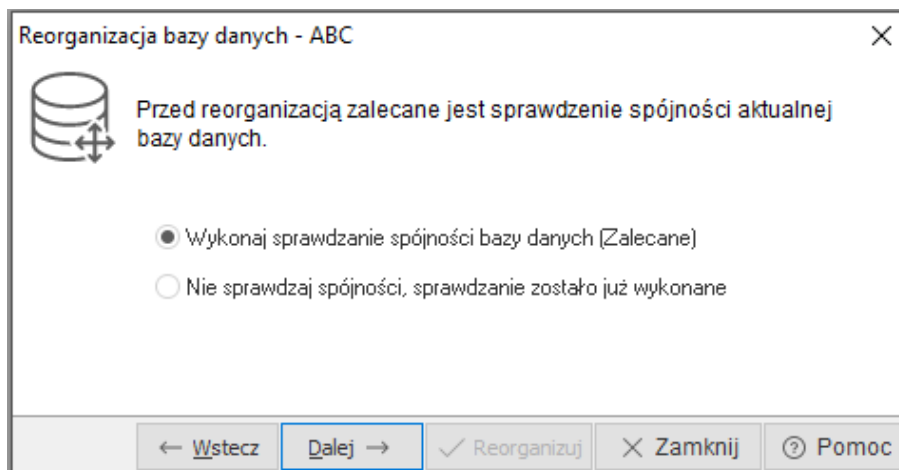 Reorganizacja bazy danych - ABC
Przed reorganizacją zalecane jest sprawdzenie spójności aktualnej
bazy danych.
Wykonaj sprawdzanie spójności bazy danych (Zalecane)
Nie sprawdzaj spójności, sprawdzanie zostało już wykonane
← Wstecz Dalej → Reorganizuj Zamknij Pomoc